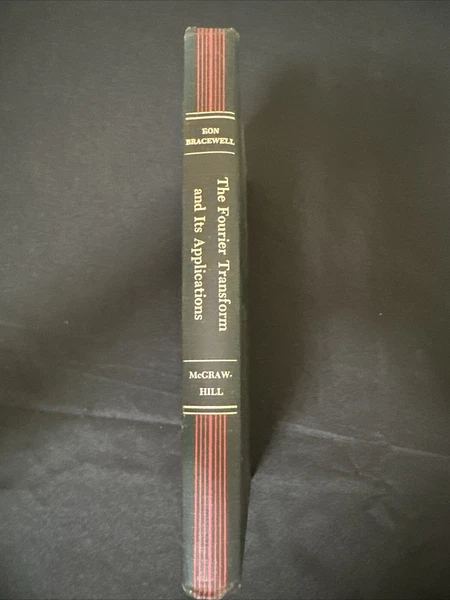 RON
BRACEWELL
The Fourier Transform
and Its Applications
McGRAW-
HILL